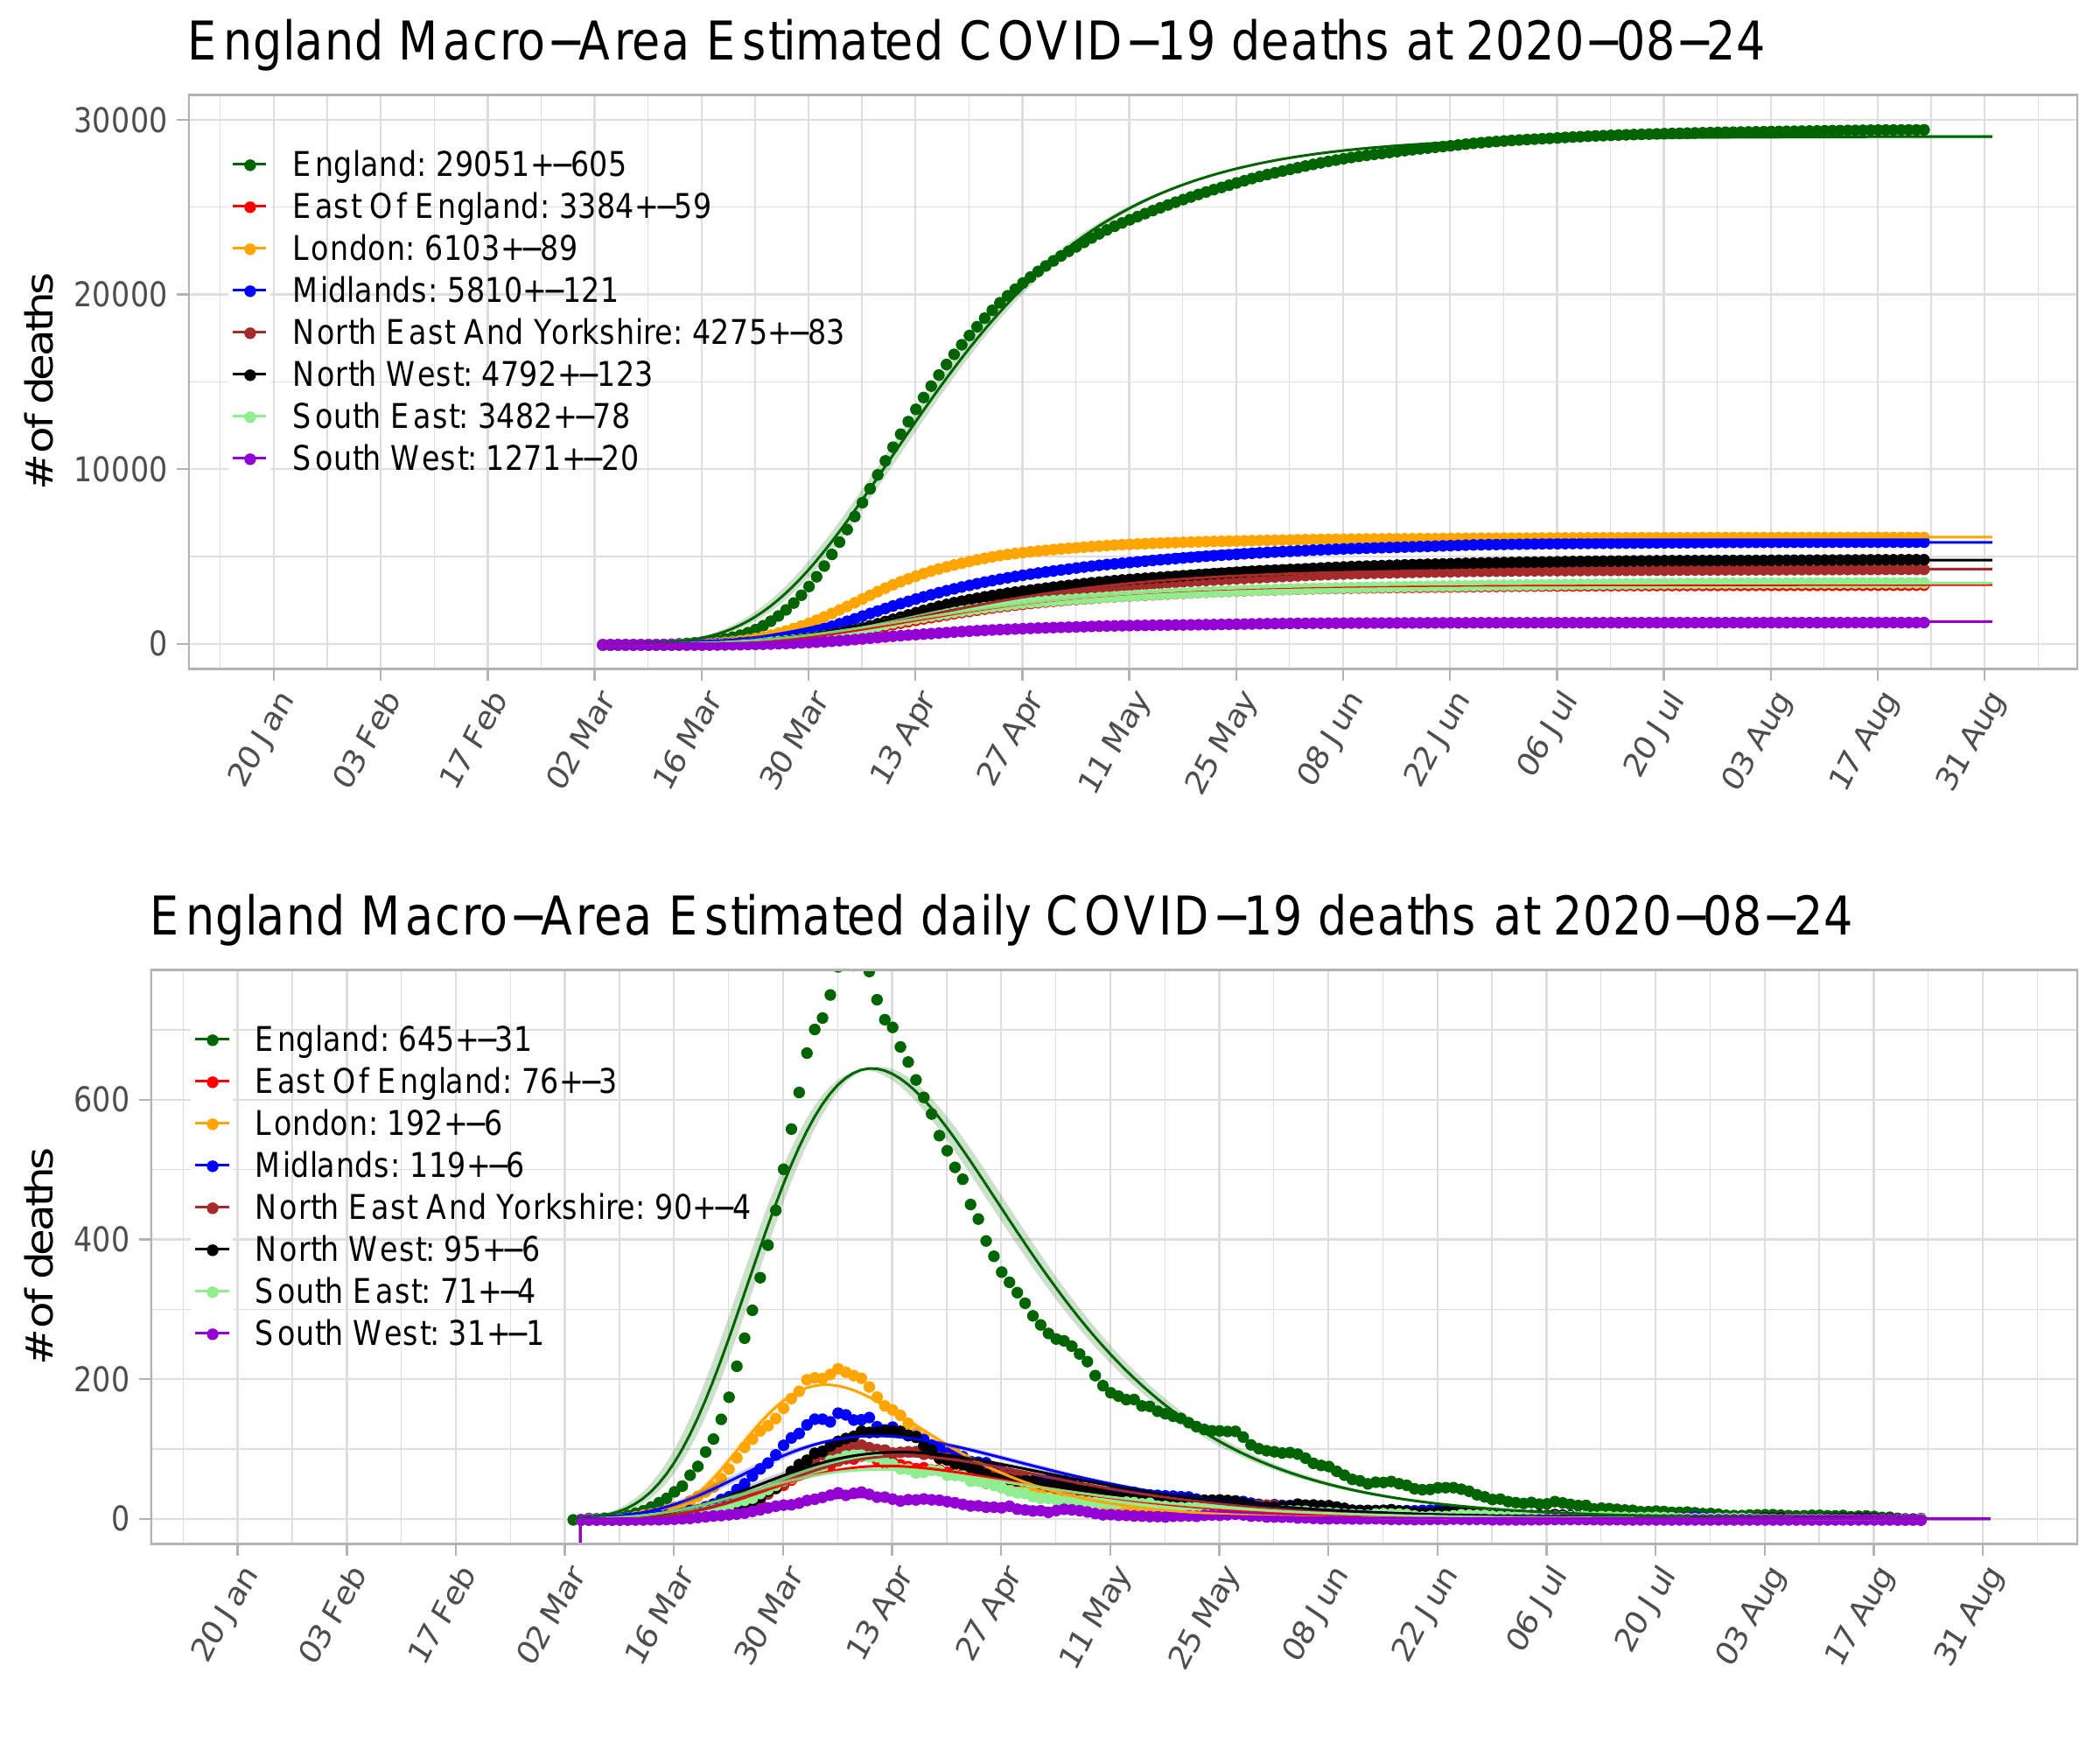 England Macro−Area Estimated COVID−19 deaths at 2020−08−24
30000
20000
10000
0
# of deaths
England: 29051+−605
East Of England: 3384+−59
London: 6103+−89
Midlands: 5810+−121
North East And Yorkshire: 4275+−83
North West: 4792+−123
South East: 3482+−78
South West: 1271+−20
20 Jan
03 Feb
17 Feb
02 Mar
16 Mar
30 Mar
13 Apr
27 Apr
11 May
25 May
08 Jun
22 Jun
06 Jul
20 Jul
03 Aug
17 Aug
31 Aug
England Macro−Area Estimated daily COVID−19 deaths at 2020−08−24
600
400
200
0
# of deaths
England: 645+−31
East Of England: 76+−3
London: 192+−6
Midlands: 119+−6
North East And Yorkshire: 90+−4
North West: 95+−6
South East: 71+−4
South West: 31+−1
20 Jan
03 Feb
17 Feb
02 Mar
16 Mar
30 Mar
13 Apr
27 Apr
11 May
25 May
08 Jun
22 Jun
06 Jul
20 Jul
03 Aug
17 Aug
31 Aug